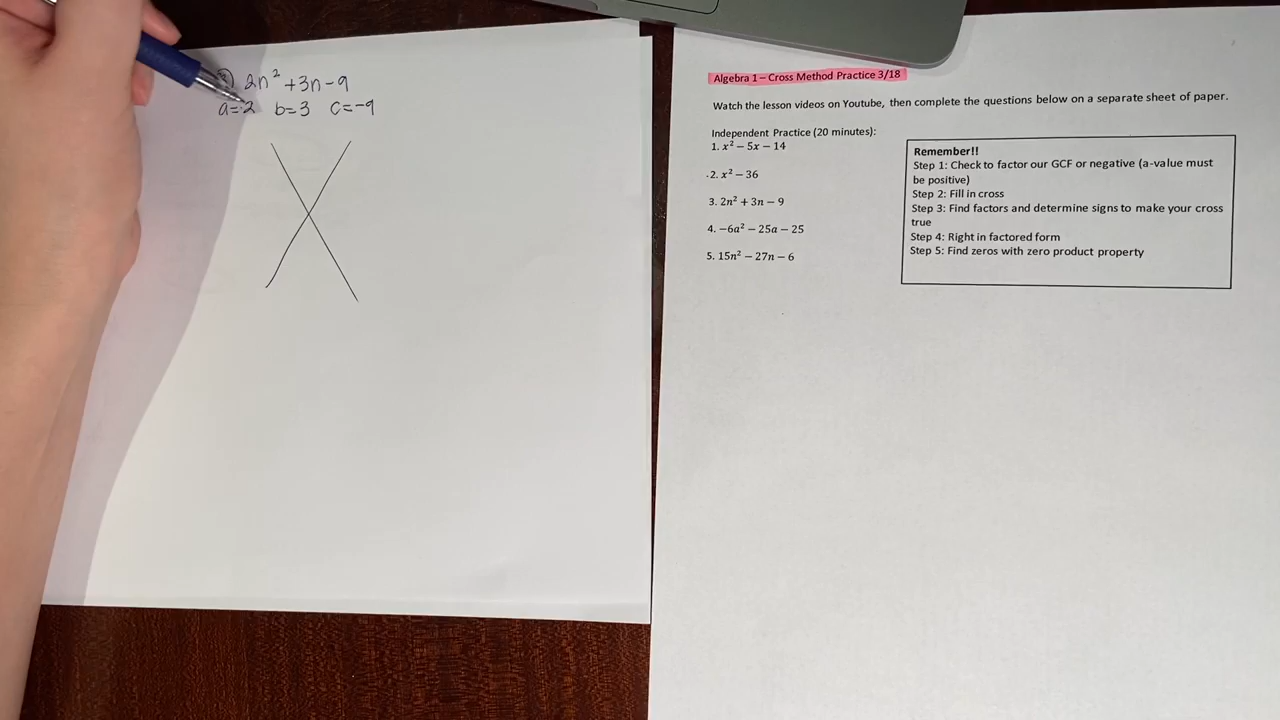 2n² +3n-9
a=2 b=3 c=-9
Algebra 1 – Cross Method Practice 3/18
Watch the lesson videos on Youtube, then complete the questions below on a separate sheet of paper.
Independent Practice (20 minutes):
1. x² − 5x − 14
2. x² − 36
3. 2n² + 3n − 9
4. −6a² − 25a − 25
5. 15n² − 27n − 6
Remember!!
Step 1: Check to factor our GCF or negative (a-value must
be positive)
Step 2: Fill in cross
Step 3: Find factors and determine signs to make your cross
true
Step 4: Right in factored form
Step 5: Find zeros with zero product property